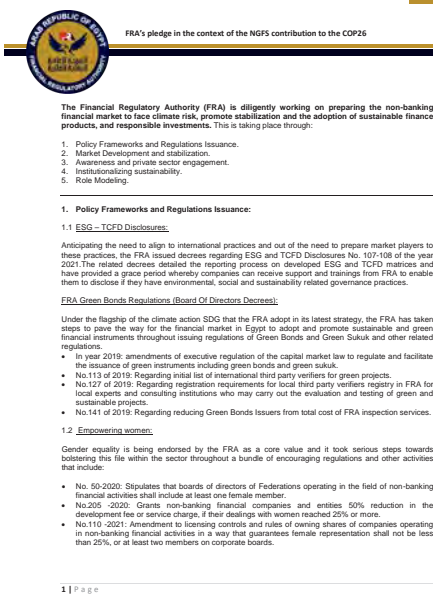 ARAB REPUBLIC OF EGYPT
FINANCIAL REGULATORY AUTHORITY
FRA's pledge in the context of the NGFS contribution to the COP26
The Financial Regulatory Authority (FRA) is diligently working on preparing the non-banking
financial market to face climate risk, promote stabilization and the adoption of sustainable finance
products, and responsible investments. This is taking place through:
1. Policy Frameworks and Regulations Issuance.
2. Market Development and stabilization.
3. Awareness and private sector engagement.
4. Institutionalizing sustainability.
5. Role Modeling.
1. Policy Frameworks and Regulations Issuance:
1.1 ESG – TCFD Disclosures:
Anticipating the need to align to international practices and out of the need to prepare market players to
these practices, the FRA issued decrees regarding ESG and TCFD Disclosures No. 107-108 of the year
2021.The related decrees detailed the reporting process on developed ESG and TCFD matrices and
have provided a grace period whereby companies can receive support and trainings from FRA to enable
them to disclose if they have environmental, social and sustainability related governance practices.
FRA Green Bonds Regulations (Board Of Directors Decrees):
Under the flagship of the climate action SDG that the FRA adopt in its latest strategy, the FRA has taken
steps to pave the way for the financial market in Egypt to adopt and promote sustainable and green
financial instruments throughout issuing regulations of Green Bonds and Green Sukuk and other related
regulations.
• In year 2019: amendments of executive regulation of the capital market law to regulate and facilitate
the issuance of green instruments including green bonds and green sukuk.
• No.113 of 2019: Regarding initial list of international third party verifiers for green projects.
• No.127 of 2019: Regarding registration requirements for local third party verifiers registry in FRA for
local experts and consulting institutions who may carry out the evaluation and testing of green and
sustainable projects.
• No.141 of 2019: Regarding reducing Green Bonds Issuers from total cost of FRA inspection services.
1.2 Empowering women:
Gender equality is being endorsed by the FRA as a core value and it took serious steps towards
bolstering this file within the sector throughout a bundle of encouraging regulations and other activities
that include:
• No. 50-2020: Stipulates that boards of directors of Federations operating in the field of non-banking
financial activities shall include at least one female member.
• No.205 -2020: Grants non-banking financial companies and entities 50% reduction in the
development fee or service charge, if their dealings with women reached 25% or more.
• No.110 -2021: Amendment to licensing controls and rules of owning shares of companies operating
in non-banking financial activities in a way that guarantees female representation shall not be less
than 25%, or at least two members on corporate boards.
1 | Page